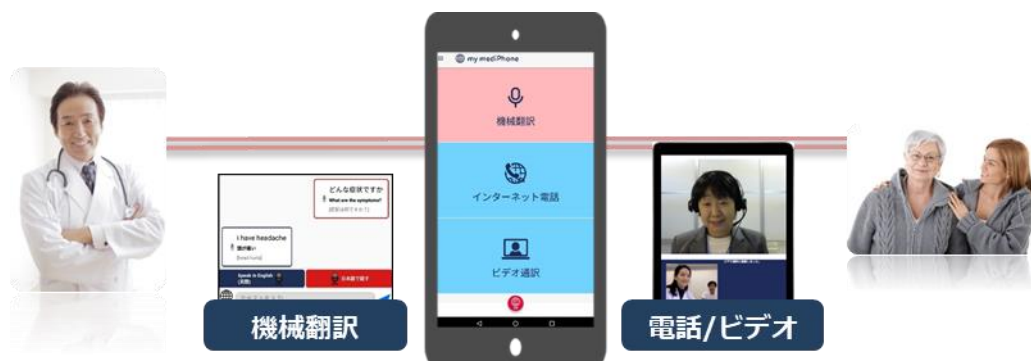 my mediPhone
機械翻訳
インターネット電話
ビデオ通訳
どんな症状ですか
What are the symptoms?
I have headache
頭が痛い
Speak in English
(英語)
日本語で話す
機械翻訳
電話/ビデオ